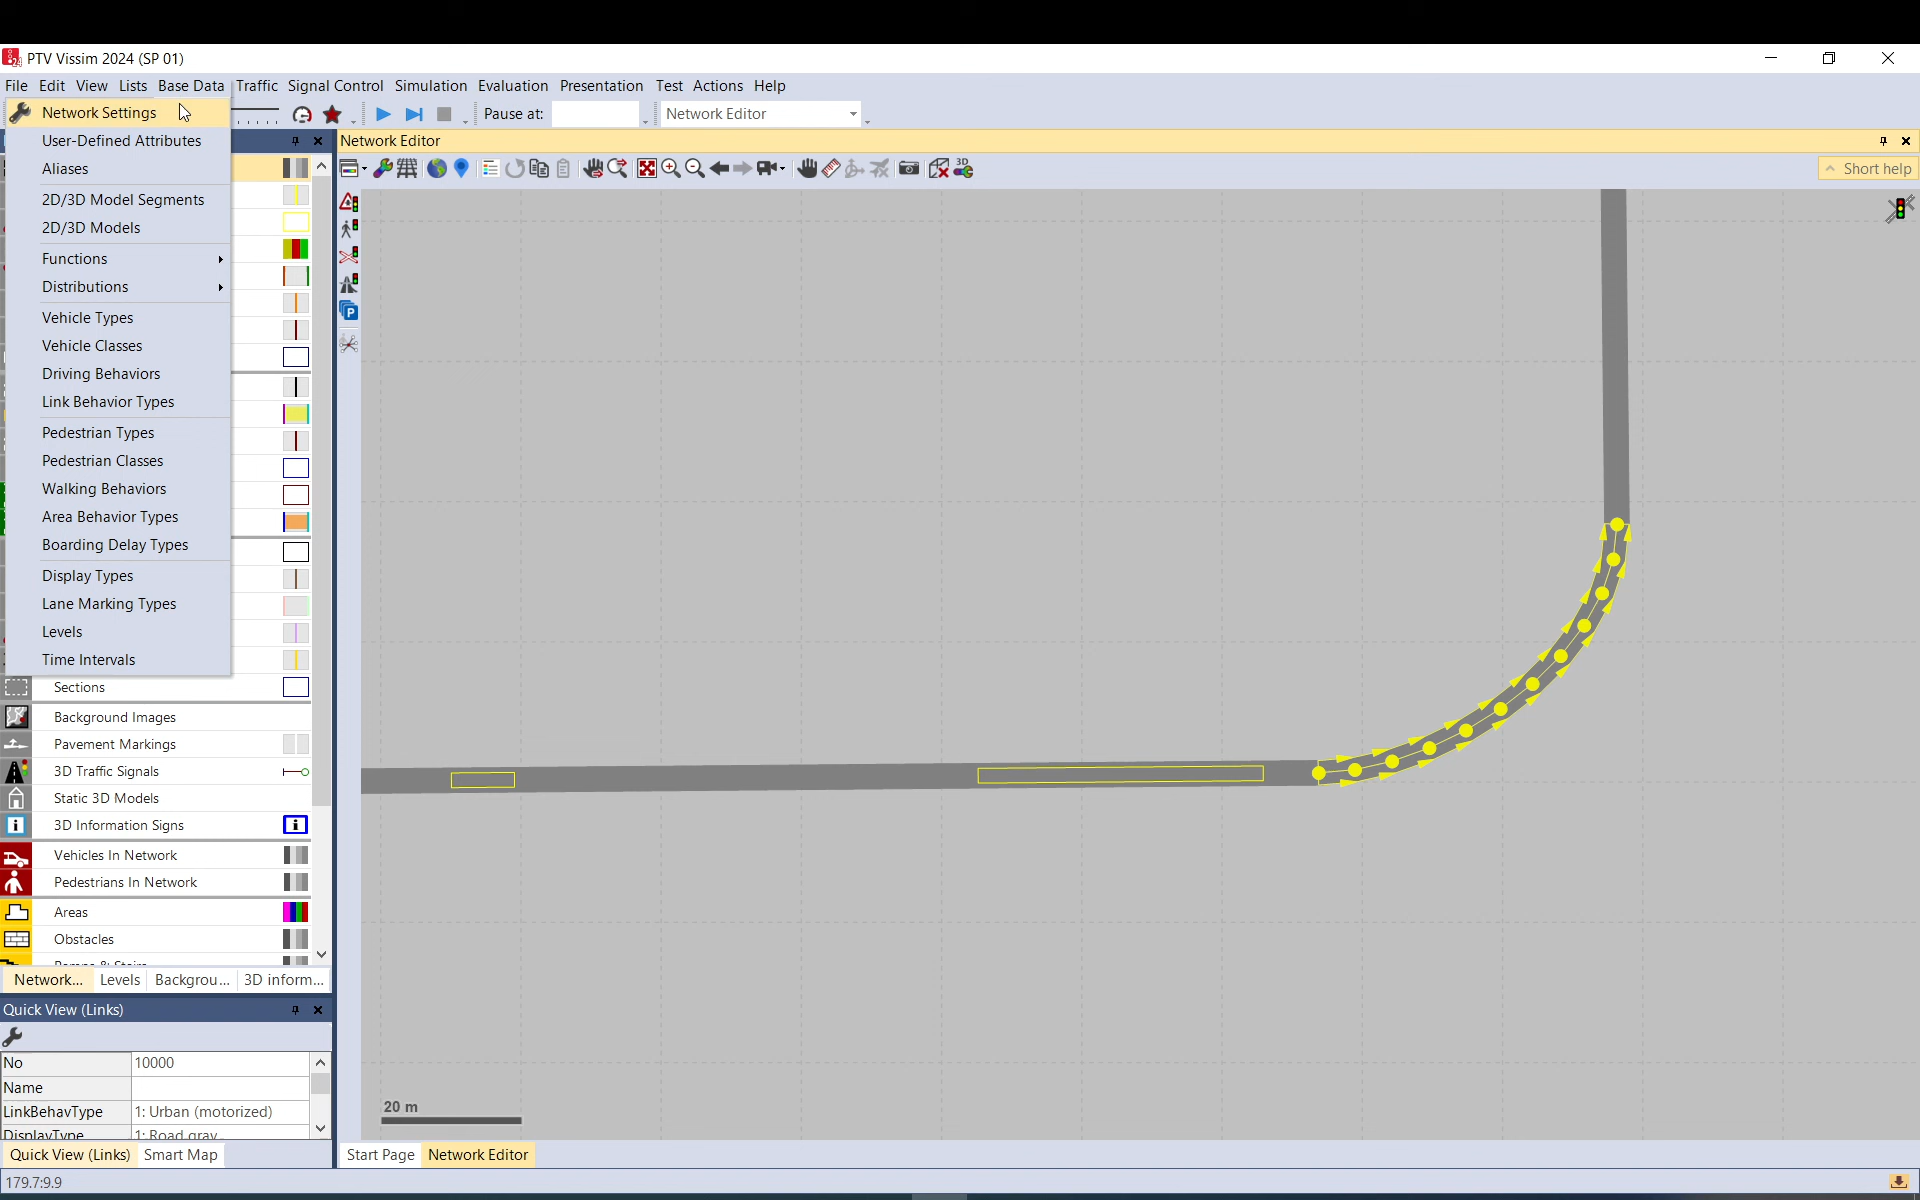 PTV Vissim 2024 (SP 01)
File Edit View Lists Base Data Traffic Signal Control Simulation Evaluation Presentation Test Actions Help
Pause at: Network Editor
Network Settings
User-Defined Attributes
Aliases
2D/3D Model Segments
2D/3D Models
Functions
Distributions
Vehicle Types
Vehicle Classes
Driving Behaviors
Link Behavior Types
Pedestrian Types
Pedestrian Classes
Walking Behaviors
Area Behavior Types
Boarding Delay Types
Display Types
Lane Marking Types
Levels
Time Intervals
Sections
Background Images
Pavement Markings
3D Traffic Signals
Static 3D Models
3D Information Signs
Vehicles In Network
Pedestrians In Network
Areas
Obstacles
Network... Levels Backgrou... 3D inform...
Quick View (Links)
No 10000
Name
LinkBehavType 1: Urban (motorized)
DisplayType 1: Road gray
Quick View (Links) Smart Map
Network Editor
Short help
20 m
Start Page Network Editor
179.7:9.9